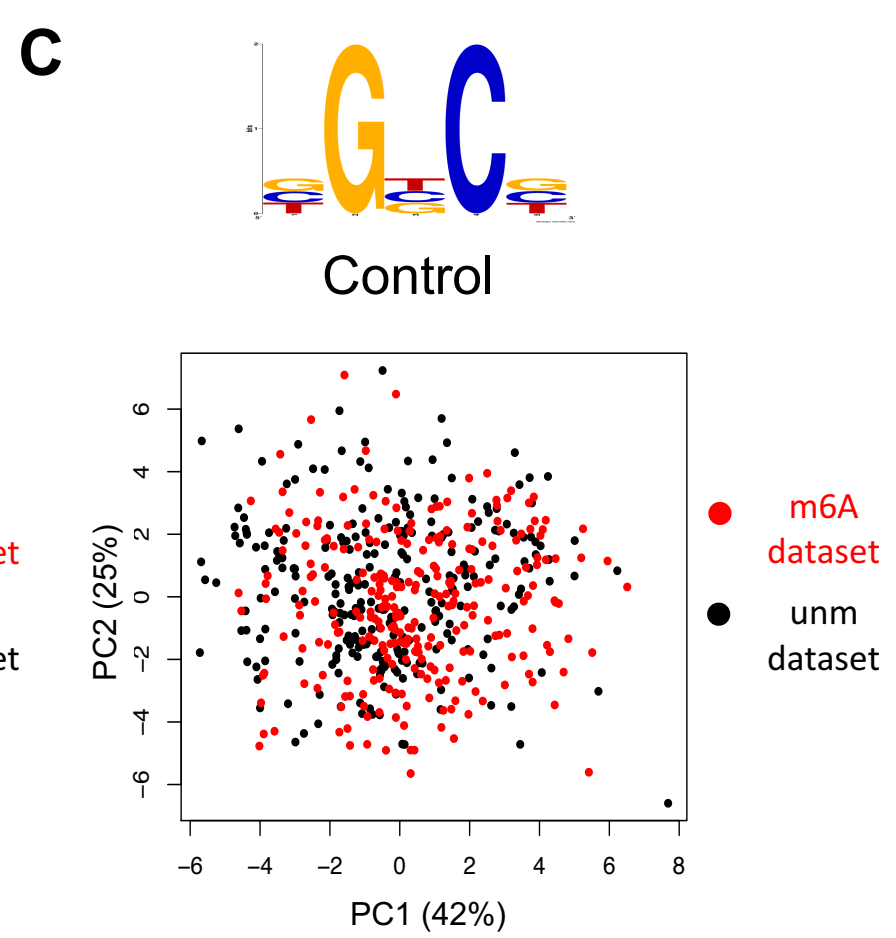 C
G
C
G T G
C C C
T G T
Control
PC2 (25%)
6
4
2
0
−2
−4
−6
−6 −4 −2 0 2 4 6 8
PC1 (42%)
et
et
m6A
dataset
unm
dataset